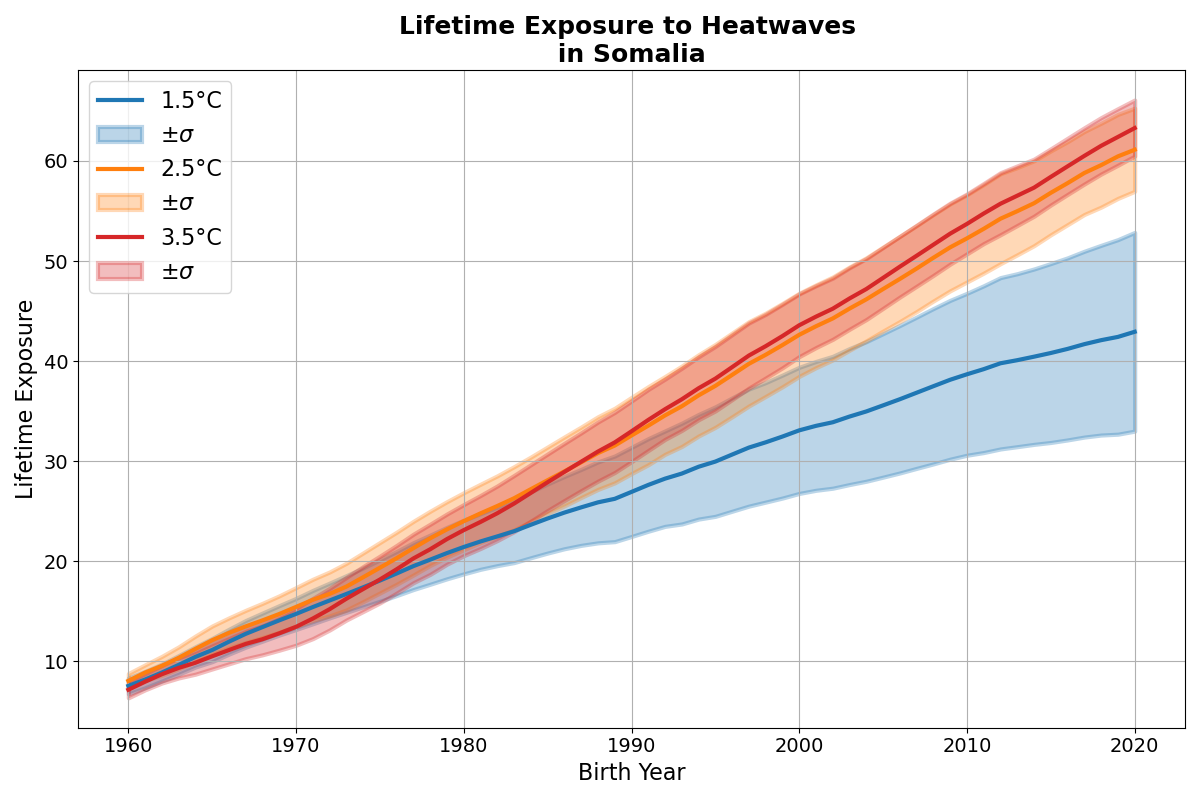 Lifetime Exposure to Heatwaves
in Somalia
1.5°C
±σ
2.5°C
±σ
3.5°C
±σ
Lifetime Exposure
60
50
40
30
20
10
1960 1970 1980 1990 2000 2010 2020
Birth Year